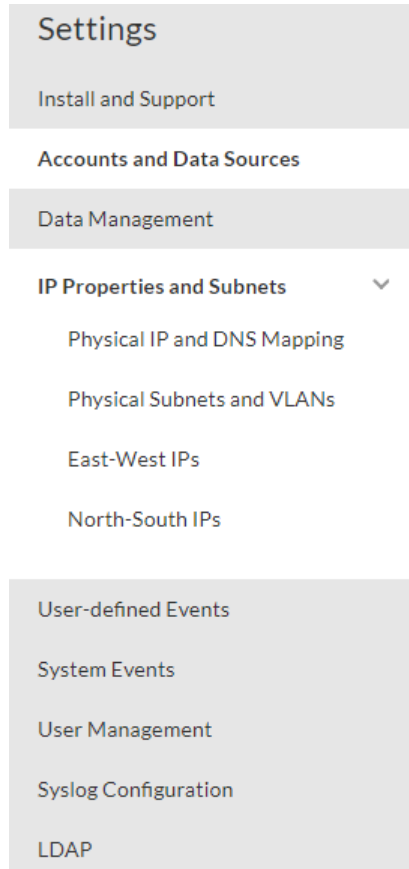 Settings
Install and Support
Accounts and Data Sources
Data Management
IP Properties and Subnets
Physical IP and DNS Mapping
Physical Subnets and VLANs
East-West IPs
North-South IPs
User-defined Events
System Events
User Management
Syslog Configuration
LDAP